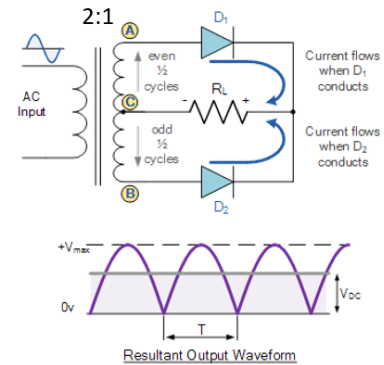 2:1
A
D₁
even
½
cycles
Current flows
when D₁
conducts
AC
Input
C
R_L
- +
odd
½
cycles
Current flows
when D₂
conducts
B
D₂
+Vmax
0v
VDC
T
Resultant Output Waveform